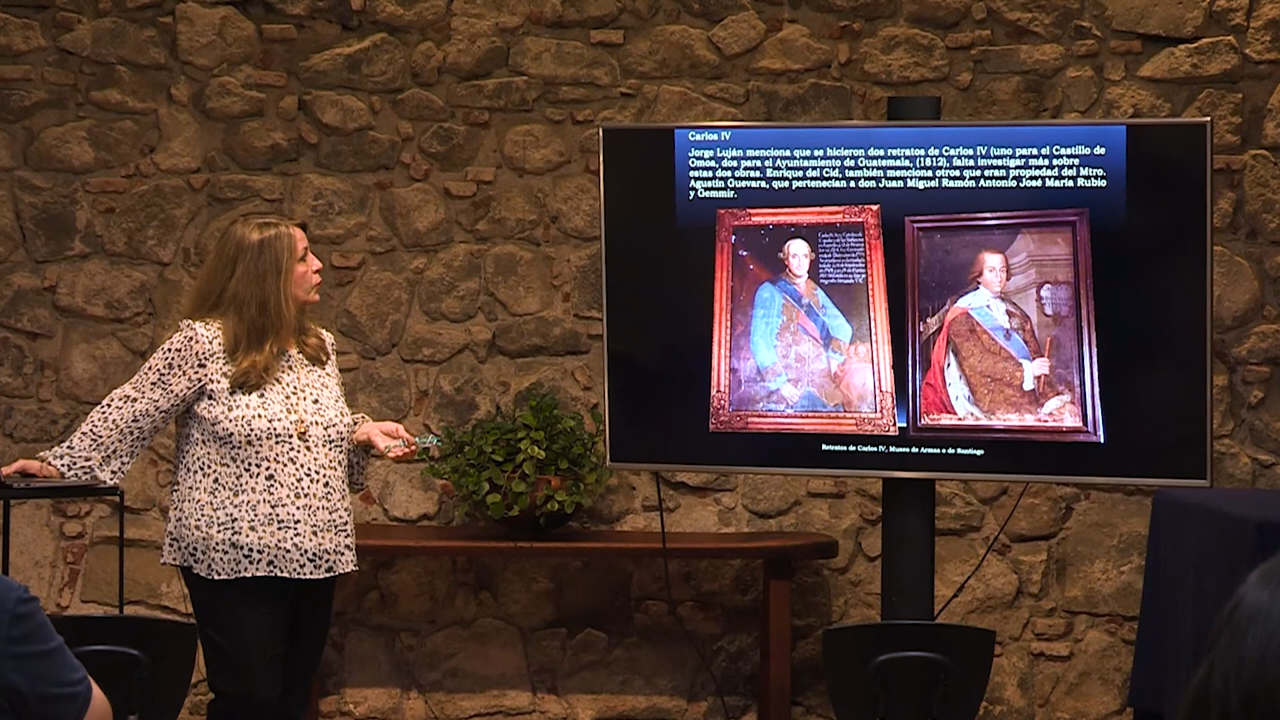 Carlos IV
Jorge Luján menciona que se hicieron dos retratos de Carlos IV (uno para el Castillo de
Omoa, dos para el Ayuntamiento de Guatemala, (1812), falta investigar más sobre
estas dos obras. Enrique del Cid, también menciona otros que eran propiedad del Mtro.
Agustín Guevara, que pertenecían a don Juan Miguel Ramón Antonio José María Rubio
y Gemmir.
Retratos de Carlos IV, Museo de Armas o de Santiago